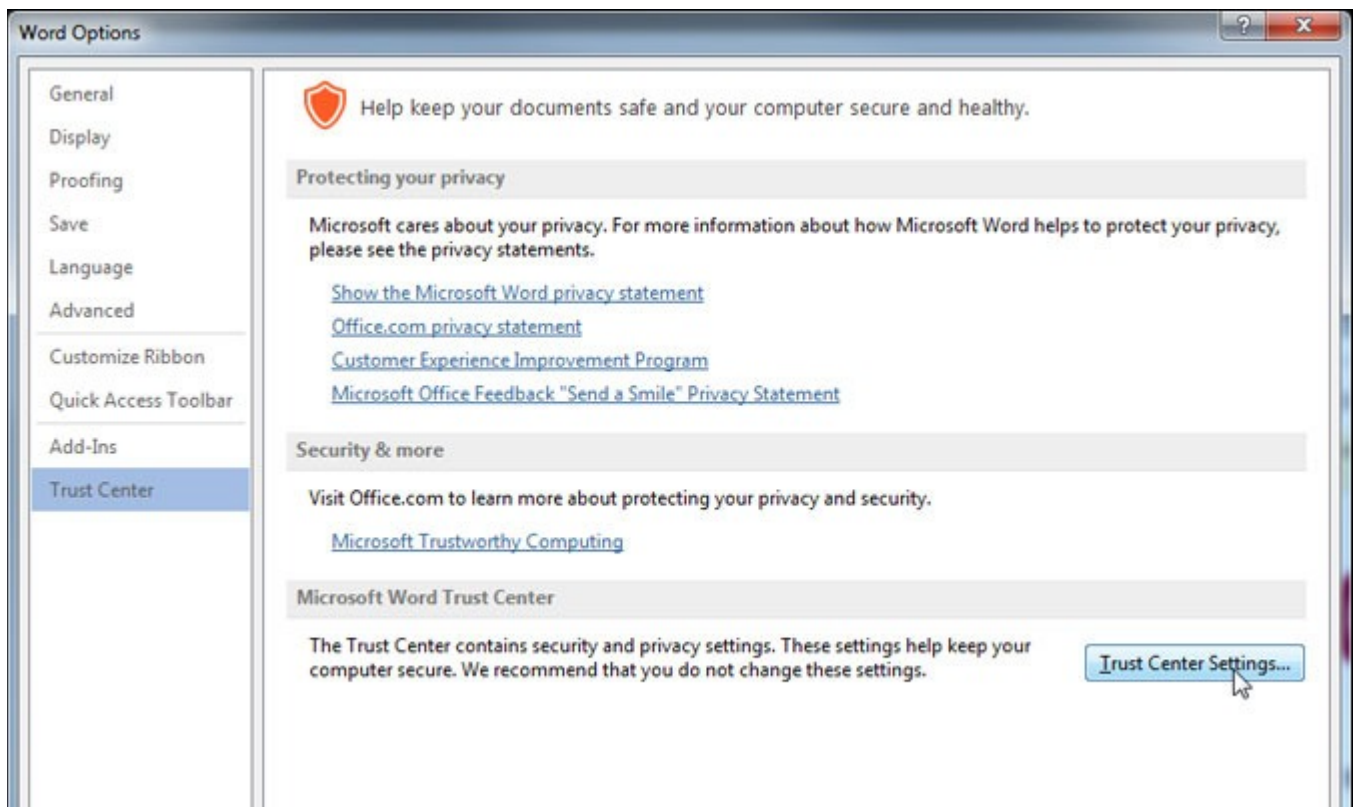 Word Options
?
General
Display
Proofing
Save
Language
Advanced
Customize Ribbon
Quick Access Toolbar
Add-Ins
Trust Center
Help keep your documents safe and your computer secure and healthy.
Protecting your privacy
Microsoft cares about your privacy. For more information about how Microsoft Word helps to protect your privacy,
please see the privacy statements.
Show the Microsoft Word privacy statement
Office.com privacy statement
Customer Experience Improvement Program
Microsoft Office Feedback "Send a Smile" Privacy Statement
Security & more
Visit Office.com to learn more about protecting your privacy and security.
Microsoft Trustworthy Computing
Microsoft Word Trust Center
The Trust Center contains security and privacy settings. These settings help keep your
computer secure. We recommend that you do not change these settings.
Trust Center Settings...